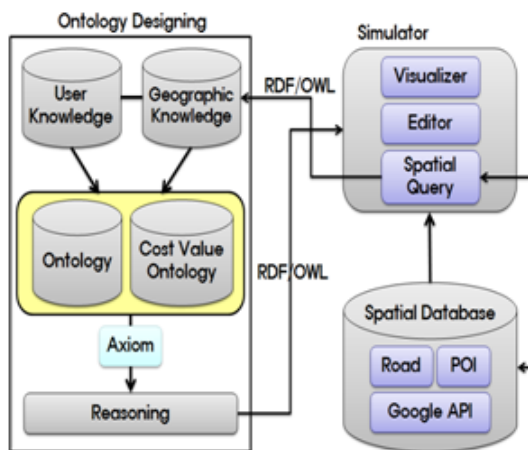 Ontology Designing
User
Knowledge
Geographic
Knowledge
Ontology
Cost Value
Ontology
Axiom
Reasoning
RDF/OWL
RDF/OWL
Simulator
Visualizer
Editor
Spatial
Query
Spatial Database
Road
POI
Google API